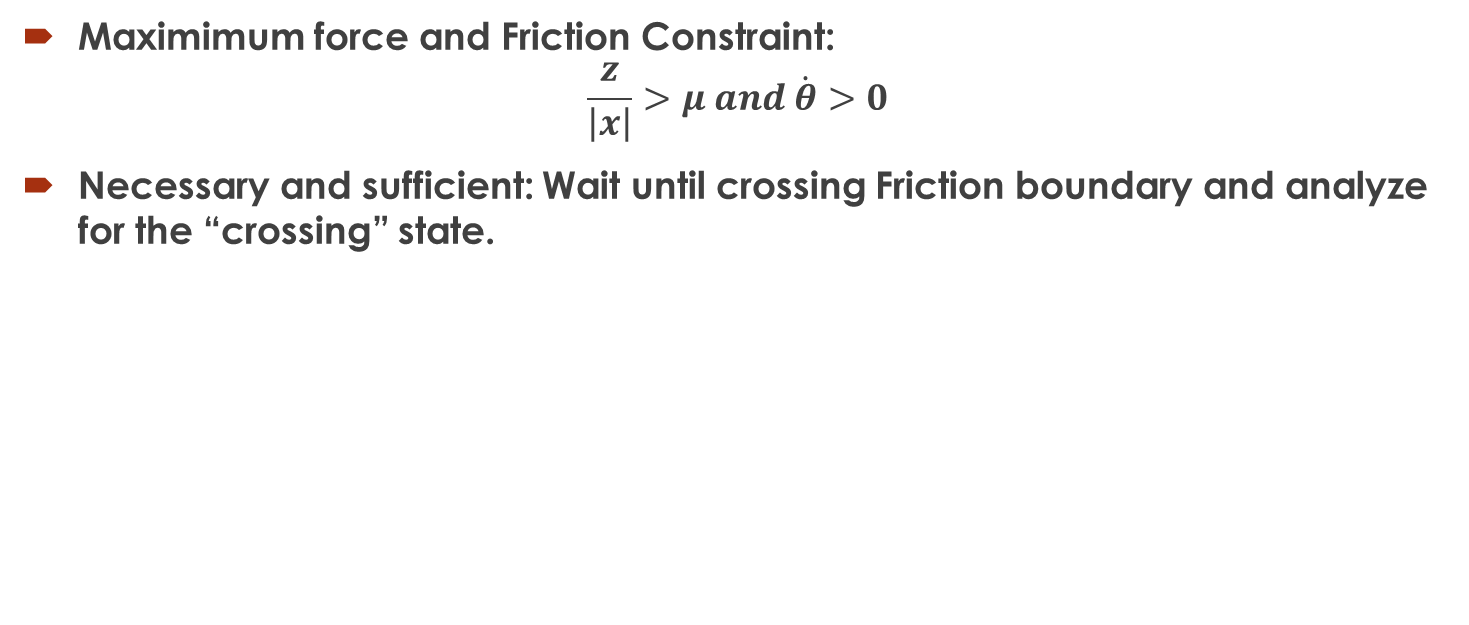 Maximimum force and Friction Constraint:
z/|x| > μ and θ̇ > 0
Necessary and sufficient: Wait until crossing Friction boundary and analyze
for the “crossing” state.